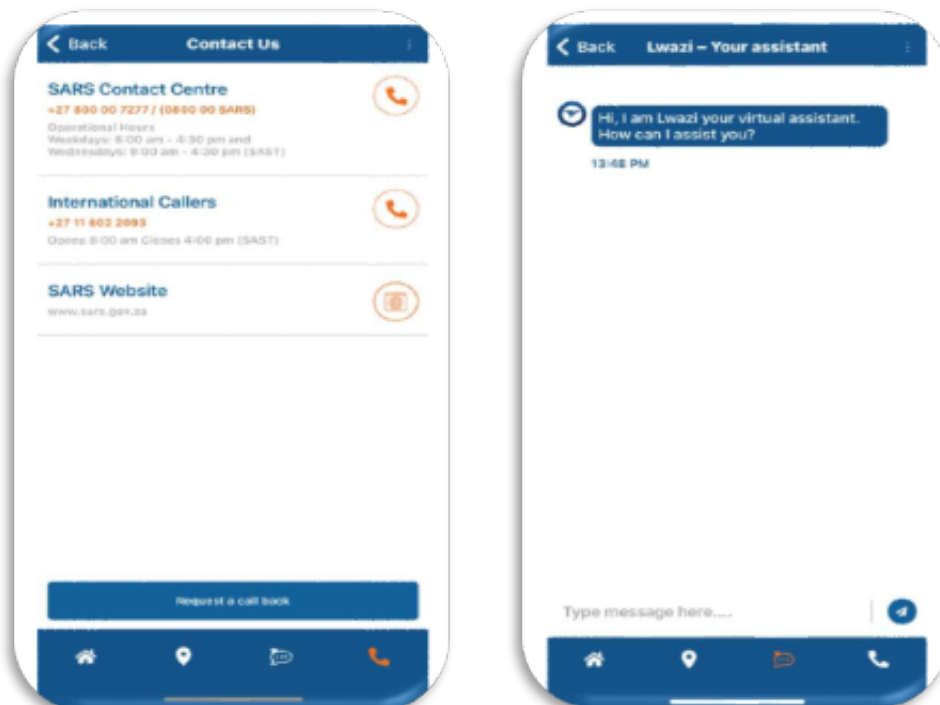 Back Contact Us
SARS Contact Centre
+27 800 00 7277 / (0800 00 SARS)
Operational Hours
Weekdays: 8:00 am - 4:30 pm and
Wednesdays: 9:00 am - 4:30 pm (SAST)
International Callers
+27 11 602 2093
Opens 8:00 am Closes 4:00 pm (SAST)
SARS Website
www.sars.gov.za
Request a call back
Back Lwazi – Your assistant
Hi, I am Lwazi your virtual assistant.
How can I assist you?
13:48 PM
Type message here.....